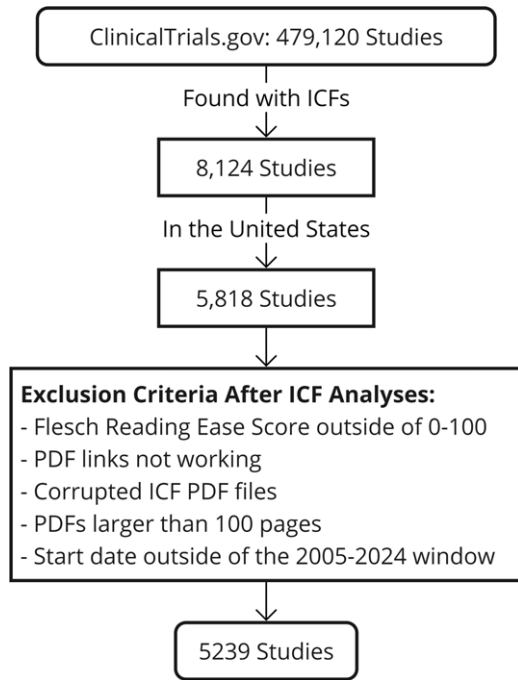 ClinicalTrials.gov: 479,120 Studies
Found with ICFs
8,124 Studies
In the United States
5,818 Studies
Exclusion Criteria After ICF Analyses:
- Flesch Reading Ease Score outside of 0-100
- PDF links not working
- Corrupted ICF PDF files
- PDFs larger than 100 pages
- Start date outside of the 2005-2024 window
5239 Studies